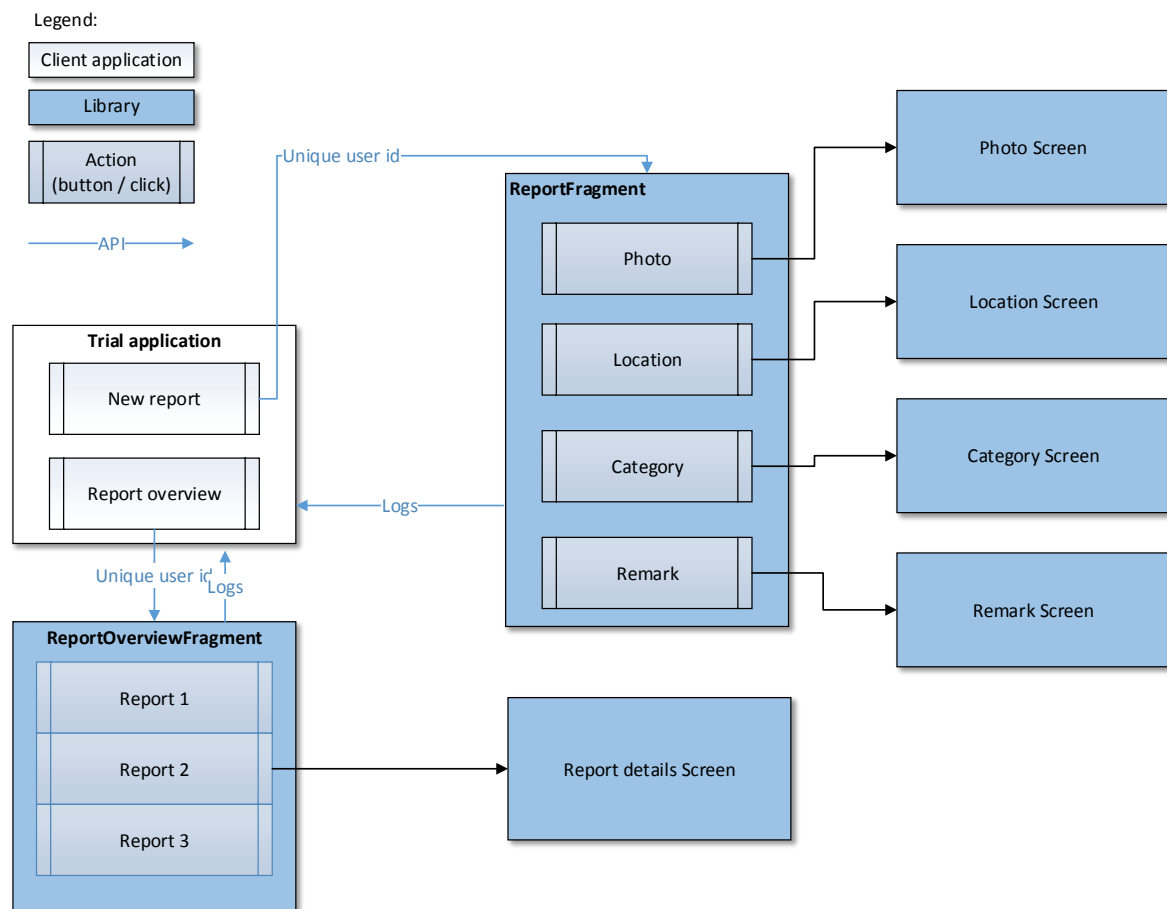 Legend:
Client application
Library
Action
(button / click)
API
Unique user id
ReportFragment
Photo
Location
Category
Remark
Photo Screen
Location Screen
Category Screen
Remark Screen
Trial application
New report
Report overview
Logs
Unique user id
Logs
ReportOverviewFragment
Report 1
Report 2
Report 3
Report details Screen